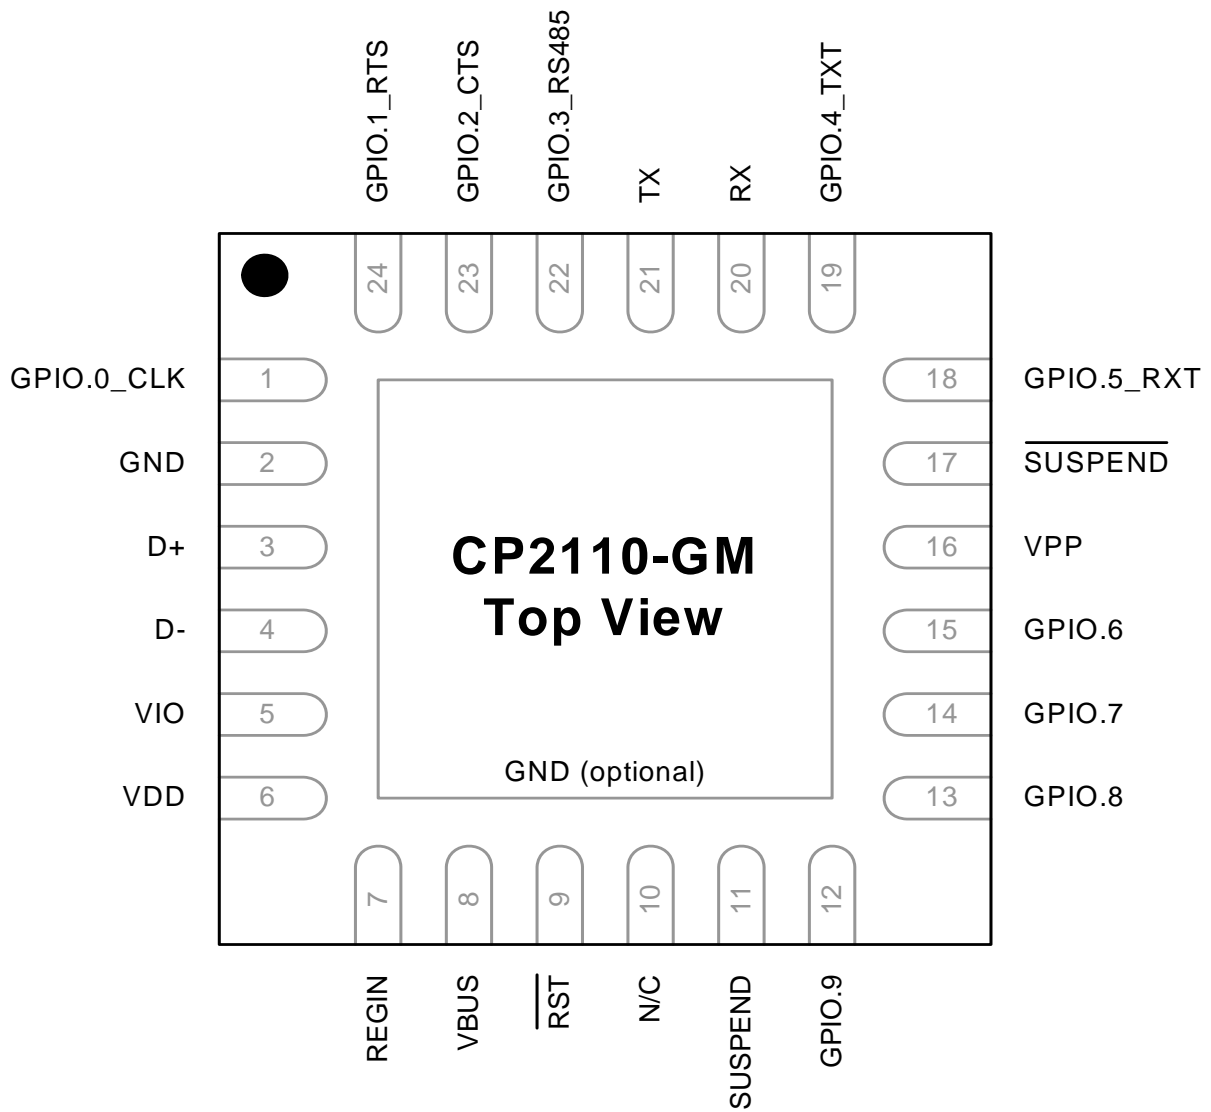 GPIO.1_RTS
GPIO.2_CTS
GPIO.3_RS485
TX
RX
GPIO.4_TXT
24
23
22
21
20
19
GPIO.0_CLK 1
18 GPIO.5_RXT
GND 2
17 SUSPEND
D+ 3
16 VPP
D- 4
15 GPIO.6
VIO 5
14 GPIO.7
VDD 6
13 GPIO.8
CP2110-GM
Top View
GND (optional)
7
8
9
10
11
12
REGIN
VBUS
RST
N/C
SUSPEND
GPIO.9